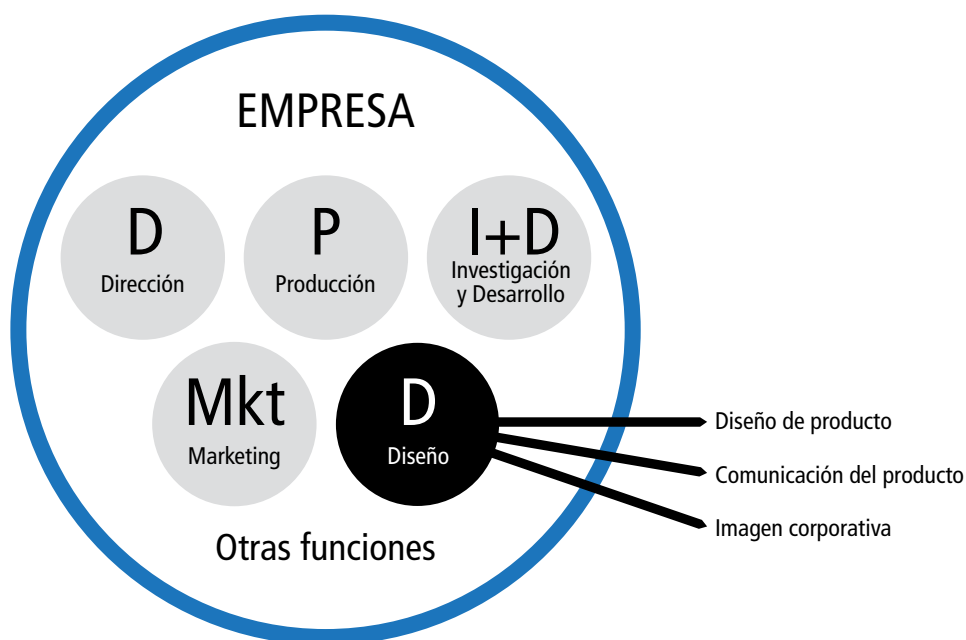 EMPRESA
D
Dirección
P
Producción
I+D
Investigación
y Desarrollo
Mkt
Marketing
D
Diseño
Diseño de producto
Comunicación del producto
Imagen corporativa
Otras funciones